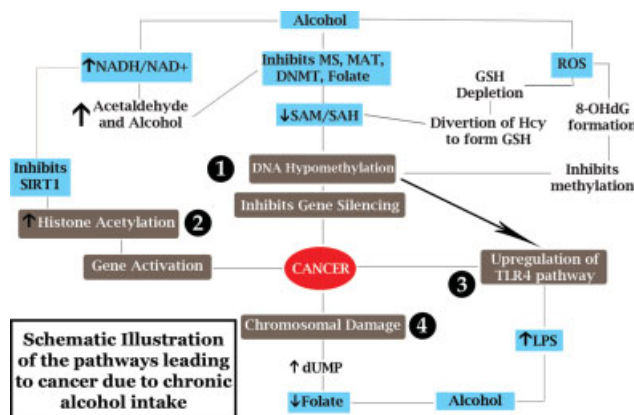 Alcohol
↑NADH/NAD+
Inhibits MS, MAT,
DNMT, Folate
ROS
↑ Acetaldehyde
and Alcohol
GSH
Depletion
8-OHdG
formation
↓SAM/SAH
Divertion of Hcy
to form GSH
Inhibits
SIRT1
1
DNA Hypomethylation
Inhibits
methylation
↑Histone Acetylation
2
Inhibits Gene Silencing
Gene Activation
CANCER
3
Upregulation of
TLR4 pathway
Chromosomal Damage
4
↑LPS
Schematic Illustration
of the pathways leading
to cancer due to chronic
alcohol intake
↑ dUMP
↓Folate
Alcohol